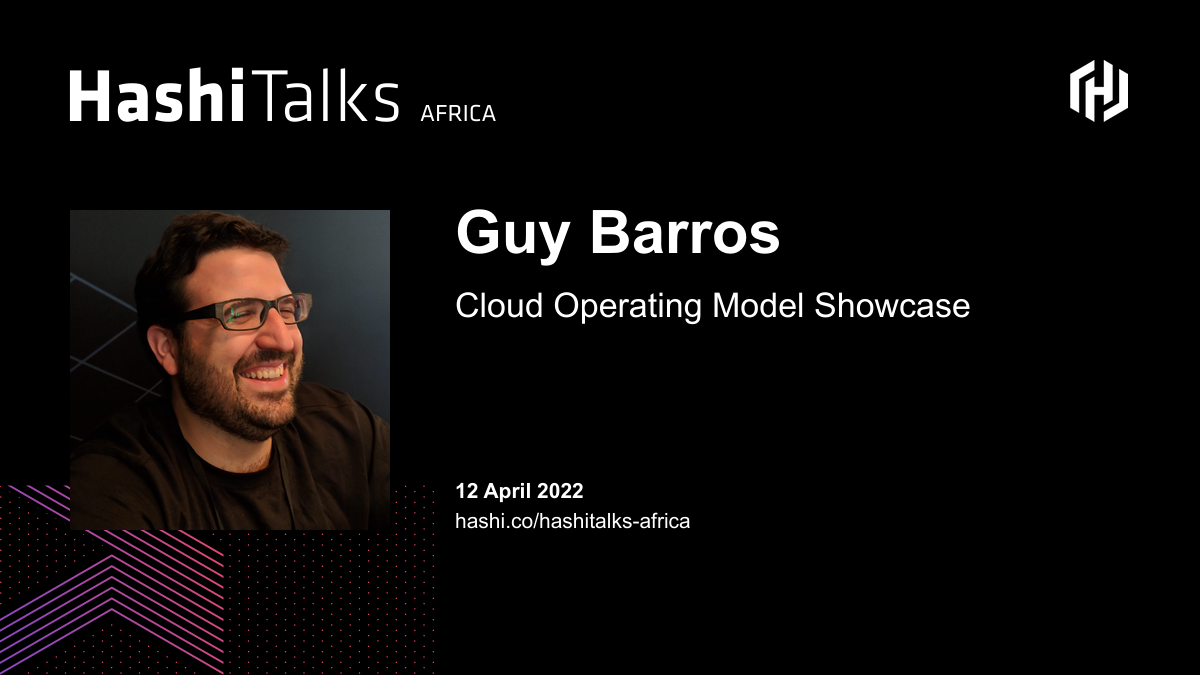 HashiTalks AFRICA
Guy Barros
Cloud Operating Model Showcase
12 April 2022
hashi.co/hashitalks-africa